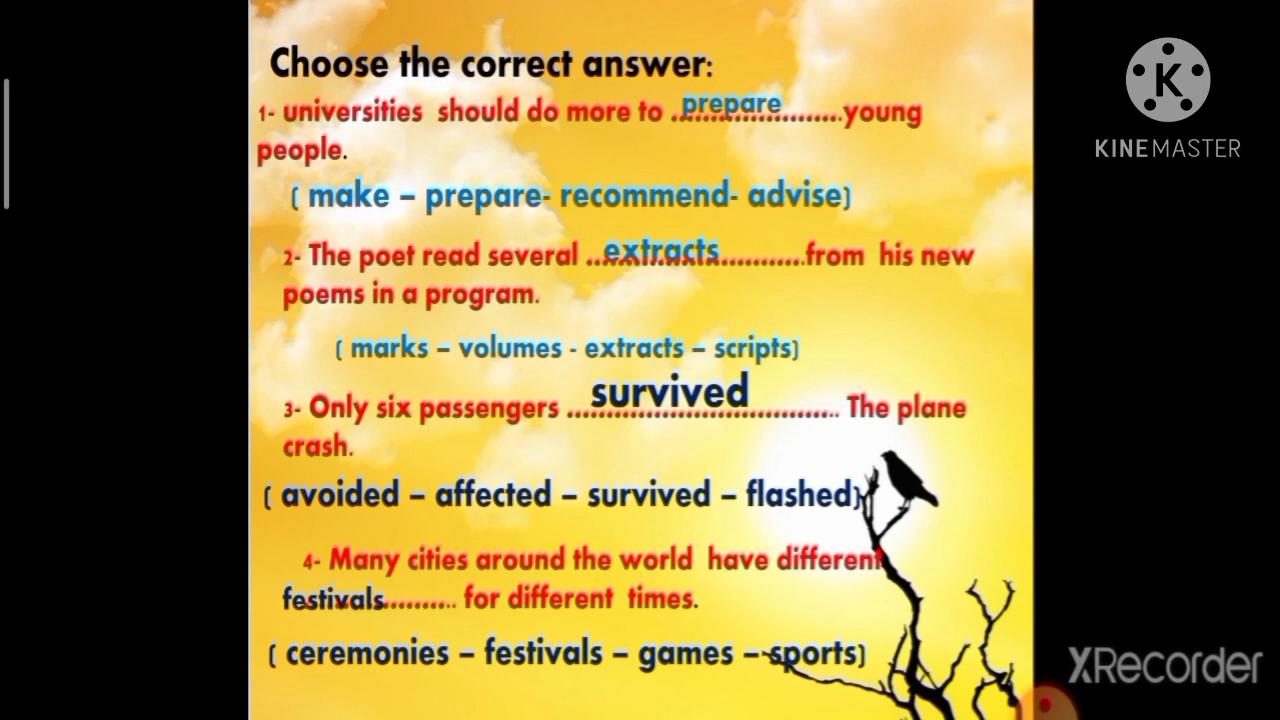 Choose the correct answer:
1- universities should do more to ..prepare...................young
people.
( make – prepare- recommend- advise)
2- The poet read several ..extracts.........................from his new
poems in a program.
( marks – volumes - extracts – scripts)
3- Only six passengers ...survived............................... The plane
crash.
( avoided – affected – survived – flashed)
4- Many cities around the world have different
festivals........... for different times.
( ceremonies – festivals – games – sports)
K
KINEMASTER
XRecorder